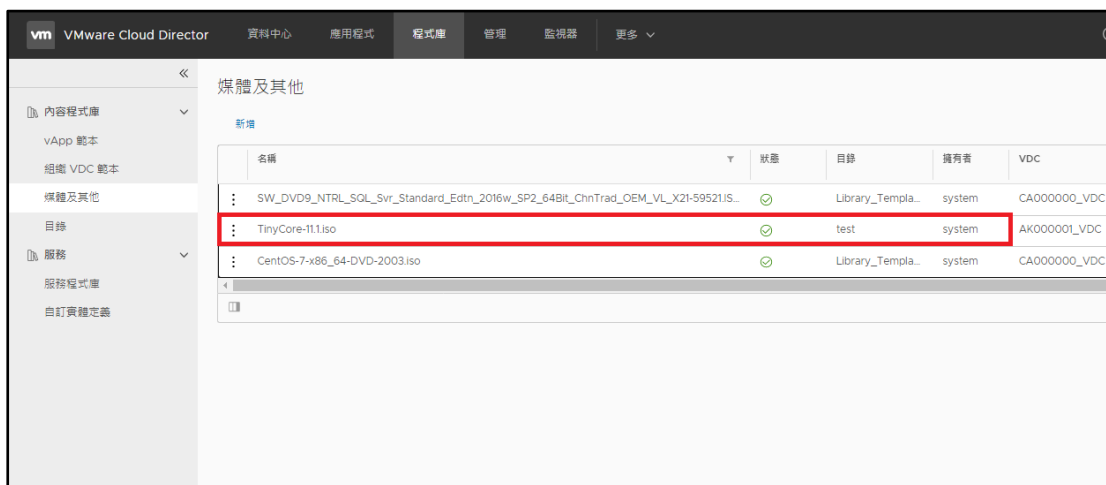 vm VMware Cloud Director 資料中心 應用程式 程式庫 管理 監視器 更多
媒體及其他
新增
內容程式庫
vApp 範本
組織 VDC 範本
媒體及其他
目錄
服務
服務程式庫
自訂實體定義
名稱 狀態 目錄 擁有者 VDC
SW_DVD9_NTRL_SQL_Svr_Standard_Edtn_2016w_SP2_64Bit_ChnTrad_OEM_VL_X21-59521.IS... Library_Templa... system CA000000_VDC
TinyCore-11.1.iso test system AK000001_VDC
CentOS-7-x86_64-DVD-2003.iso Library_Templa... system CA000000_VDC